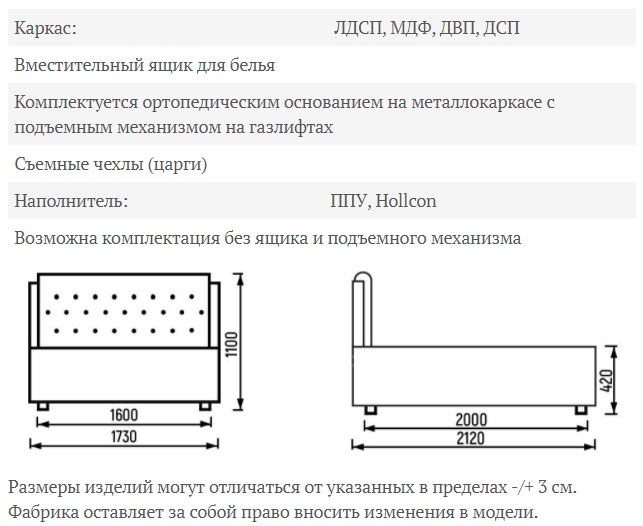 Каркас: ЛДСП, МДФ, ДВП, ДСП
Вместительный ящик для белья
Комплектуется ортопедическим основанием на металлокаркасе с
подъемным механизмом на газлифтах
Съемные чехлы (царги)
Наполнитель: ППУ, Hollcon
Возможна комплектация без ящика и подъемного механизма
1100
1600
1730
420
2000
2120
Размеры изделий могут отличаться от указанных в пределах -/+ 3 см.
Фабрика оставляет за собой право вносить изменения в модели.